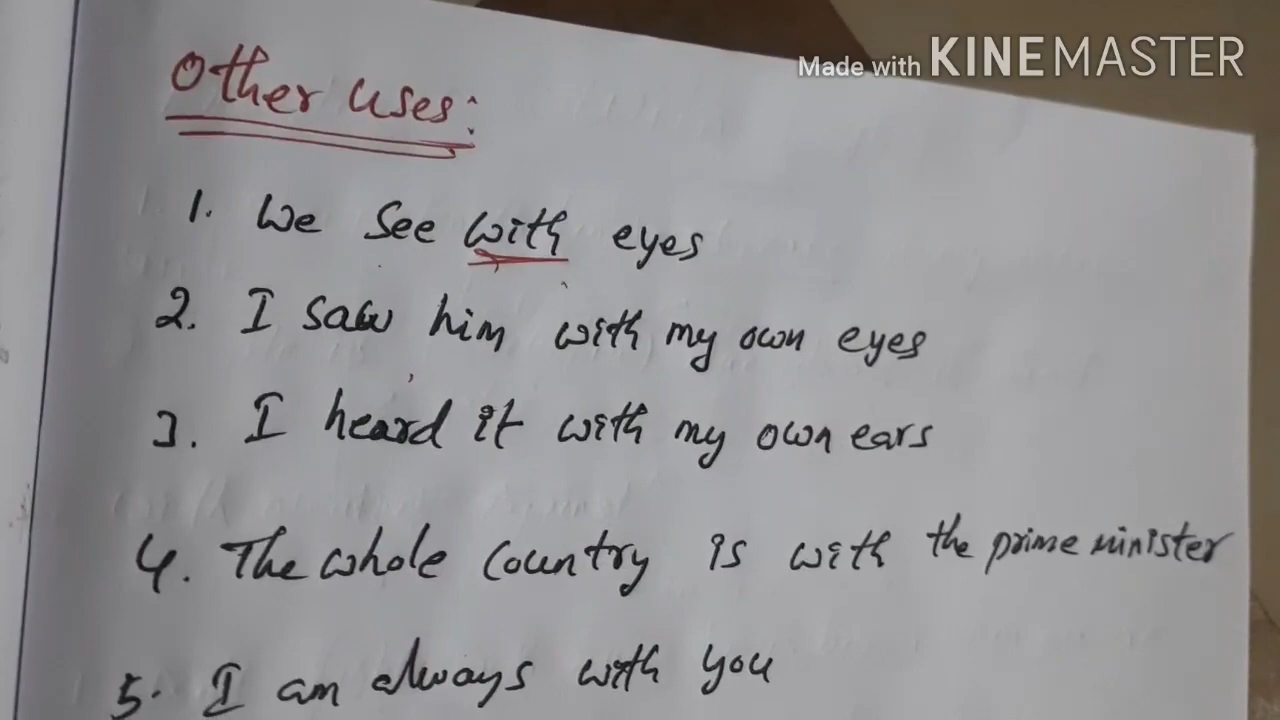 Made with KINEMASTER
Other uses:
1. We see with eyes
2. I saw him with my own eyes
3. I heard it with my own ears
4. The whole country is with the prime minister
5. I am always with you